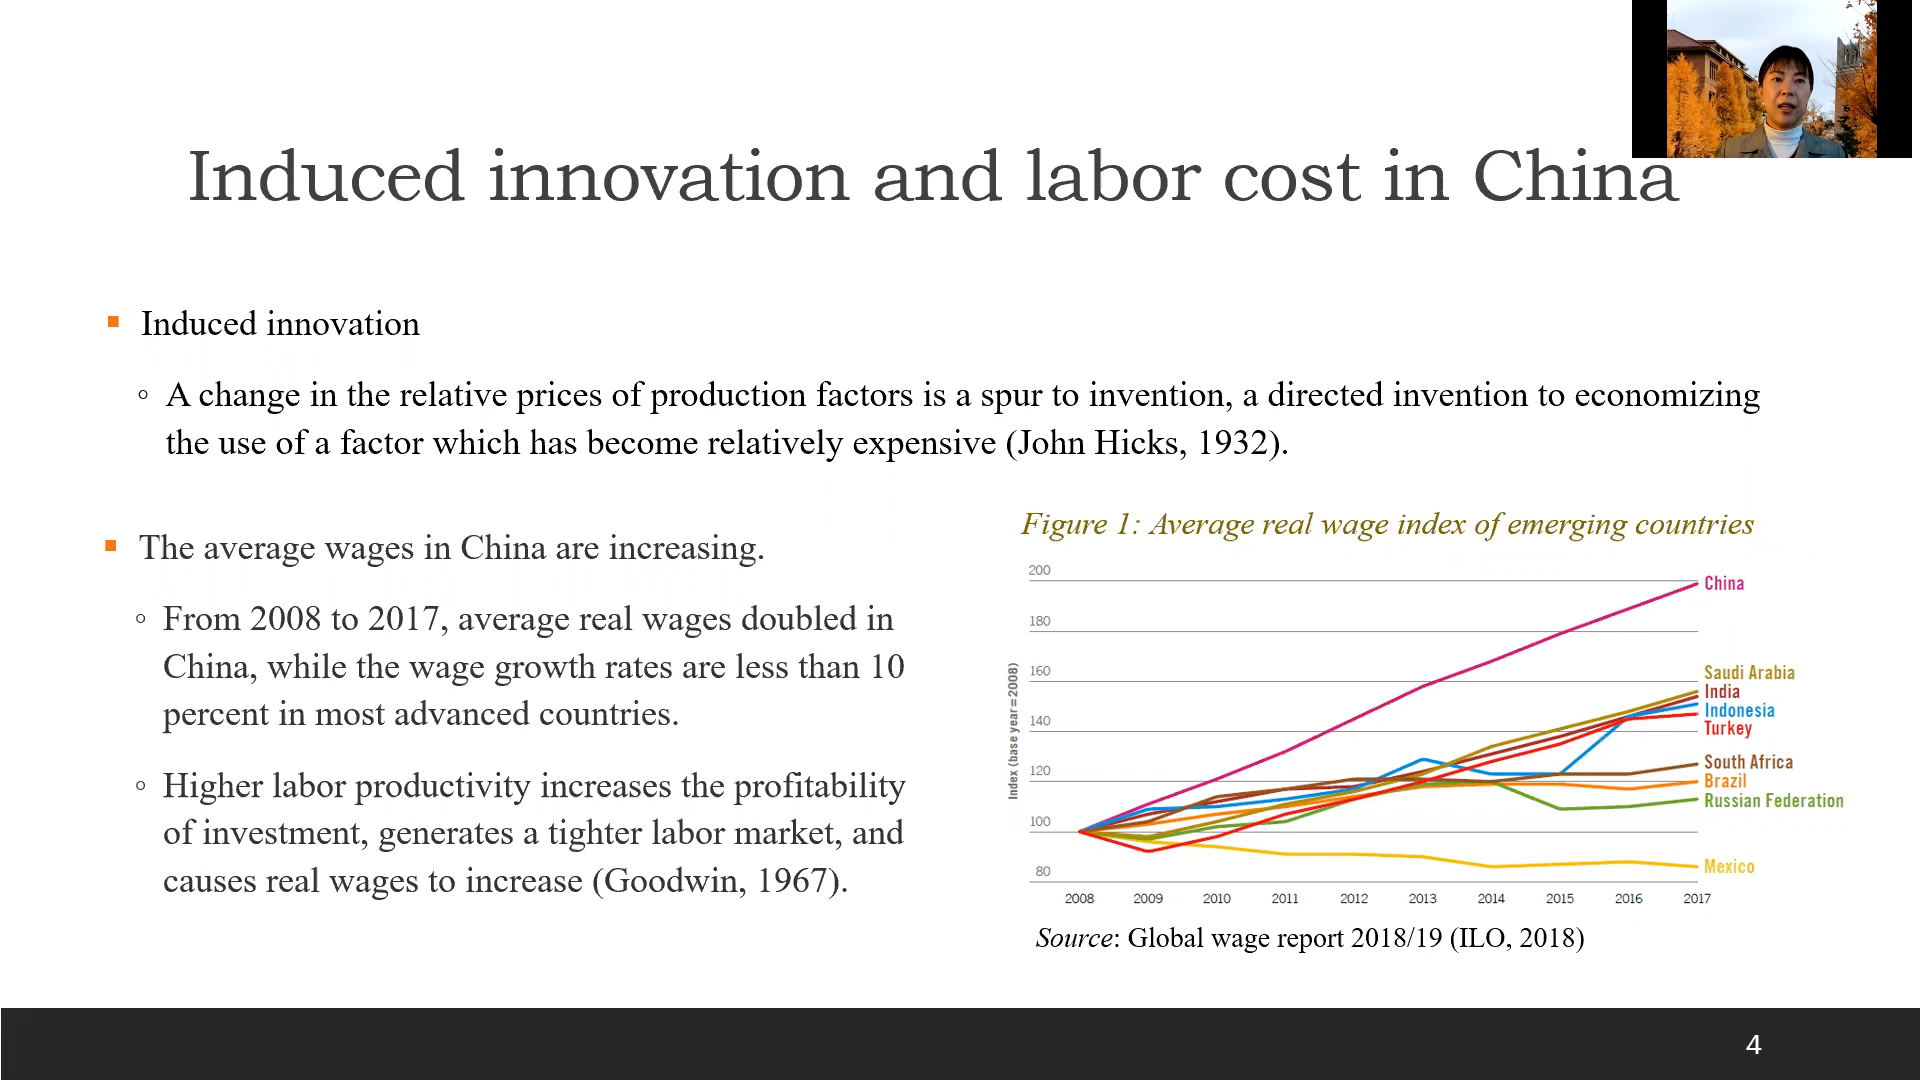 Induced innovation and labor cost in China
▪ Induced innovation
◦ A change in the relative prices of production factors is a spur to invention, a directed invention to economizing
the use of a factor which has become relatively expensive (John Hicks, 1932).
▪ The average wages in China are increasing.
◦ From 2008 to 2017, average real wages doubled in
China, while the wage growth rates are less than 10
percent in most advanced countries.
◦ Higher labor productivity increases the profitability
of investment, generates a tighter labor market, and
causes real wages to increase (Goodwin, 1967).
Figure 1: Average real wage index of emerging countries
Index (base year=2008)
200
180
160
140
120
100
80
China
Saudi Arabia
India
Indonesia
Turkey
South Africa
Brazil
Russian Federation
Mexico
2008 2009 2010 2011 2012 2013 2014 2015 2016 2017
Source: Global wage report 2018/19 (ILO, 2018)
4